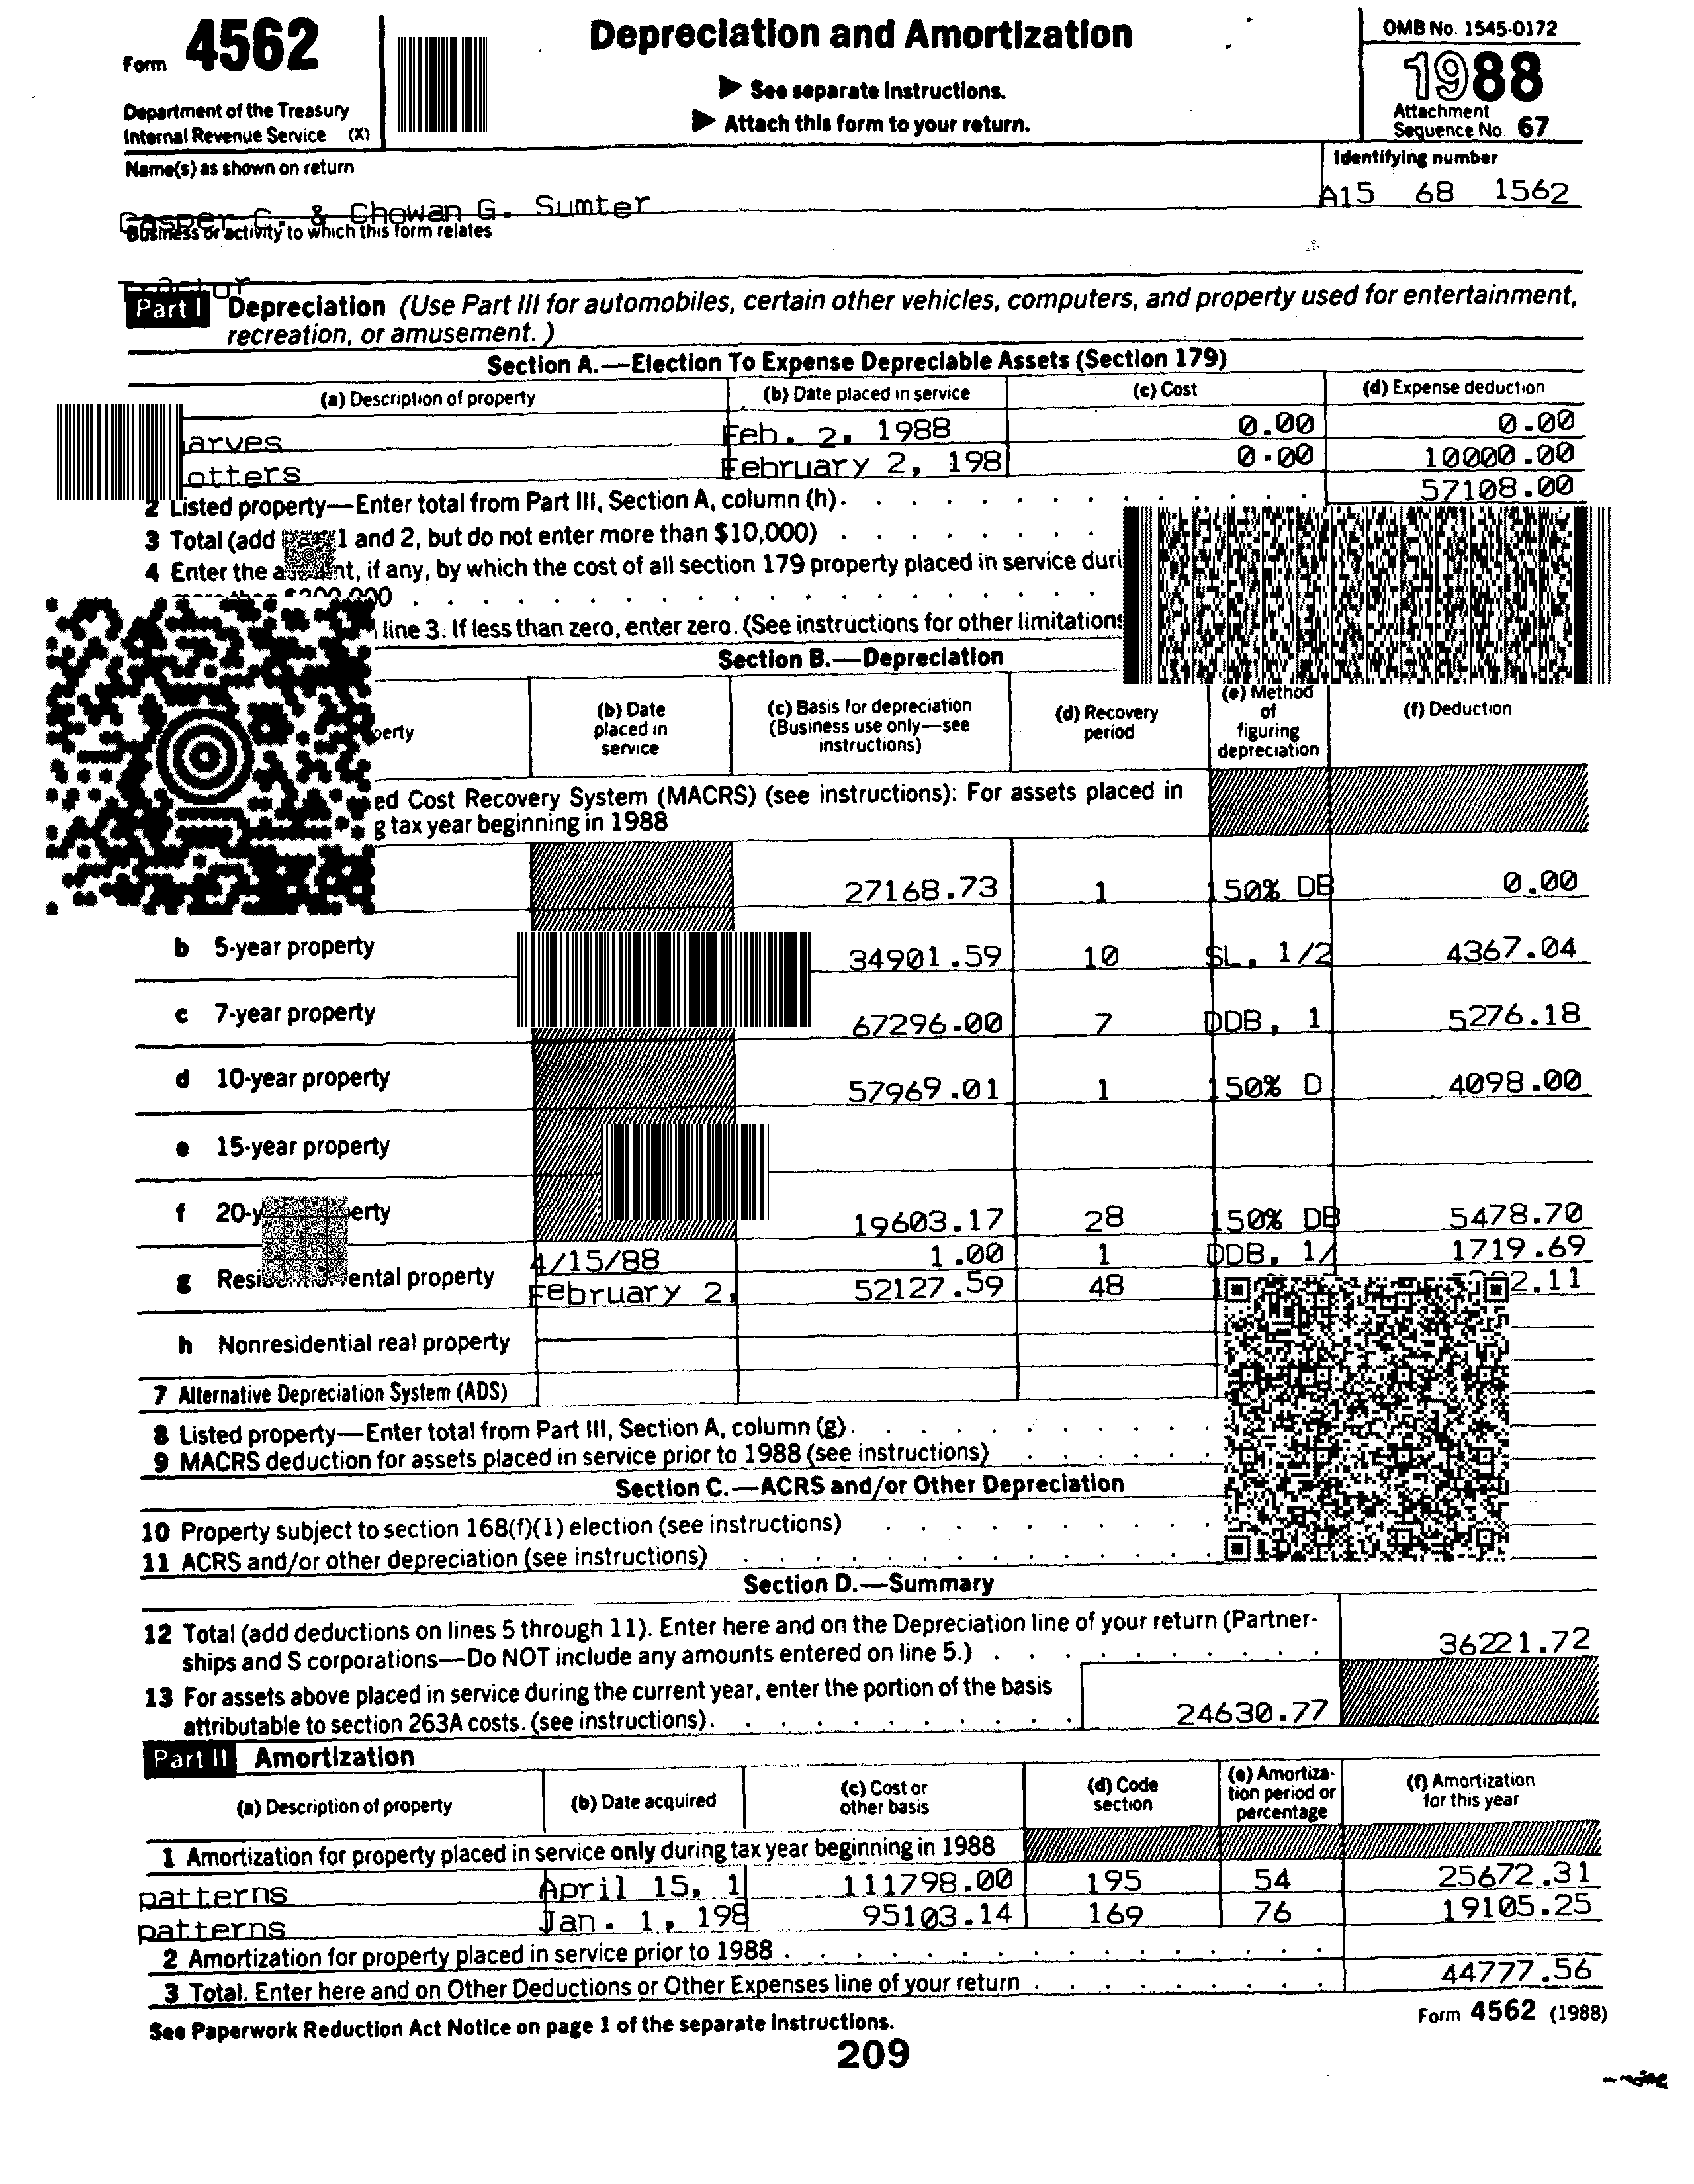 Form 4562
Depreciation and Amortization
OMB No. 1545-0172
1988
► See separate Instructions.
► Attach this form to your return.
Department of the Treasury
Internal Revenue Service (X)
Attachment
Sequence No. 67
Name(s) as shown on return
Identifying number
Casper C. & Chowan G. Sumter
A15 68 1562
Business or activity to which this form relates
Part I Depreciation (Use Part III for automobiles, certain other vehicles, computers, and property used for entertainment,
recreation, or amusement.)
Section A.—Election To Expense Depreciable Assets (Section 179)
(a) Description of property (b) Date placed in service (c) Cost (d) Expense deduction
arves Feb. 2, 1988 0.00 0.00
otters February 2, 198 0.00 10000.00
2 Listed property—Enter total from Part III, Section A, column (h). 57108.00
3 Total (add 1 and 2, but do not enter more than $10,000)
4 Enter the, if any, by which the cost of all section 179 property placed in service duri
$200,000
line 3. If less than zero, enter zero. (See instructions for other limitations
Section B.—Depreciation
perty
(b) Date placed in service
(c) Basis for depreciation (Business use only—see instructions)
(d) Recovery period
(e) Method of figuring depreciation
(f) Deduction
ed Cost Recovery System (MACRS) (see instructions): For assets placed in
g tax year beginning in 1988
27168.73 1 150% DB 0.00
b 5-year property 34901.59 10 SL, 1/2 4367.04
c 7-year property 67296.00 7 DDB, 1 5276.18
d 10-year property 57969.01 1 150% D 4098.00
e 15-year property
f 20-y erty 19603.17 28 150% DB 5478.70
4/15/88 1.00 1 DDB, 1/ 1719.69
g Residential rental property February 2, 52127.59 48 2.11
h Nonresidential real property
7 Alternative Depreciation System (ADS)
8 Listed property—Enter total from Part III, Section A, column (g).
9 MACRS deduction for assets placed in service prior to 1988 (see instructions)
Section C.—ACRS and/or Other Depreciation
10 Property subject to section 168(f)(1) election (see instructions)
11 ACRS and/or other depreciation (see instructions)
Section D.—Summary
12 Total (add deductions on lines 5 through 11). Enter here and on the Depreciation line of your return (Partner-
ships and S corporations—Do NOT include any amounts entered on line 5.) 36221.72
13 For assets above placed in service during the current year, enter the portion of the basis
attributable to section 263A costs. (see instructions). 24630.77
Part II Amortization
(a) Description of property
(b) Date acquired
(c) Cost or other basis
(d) Code section
(e) Amortiza-tion period or percentage
(f) Amortization for this year
1 Amortization for property placed in service only during tax year beginning in 1988
patterns April 15, 1 111798.00 195 54 25672.31
patterns Jan. 1, 198 95103.14 169 76 19105.25
2 Amortization for property placed in service prior to 1988
3 Total. Enter here and on Other Deductions or Other Expenses line of your return 44777.56
See Paperwork Reduction Act Notice on page 1 of the separate Instructions.
Form 4562 (1988)
209